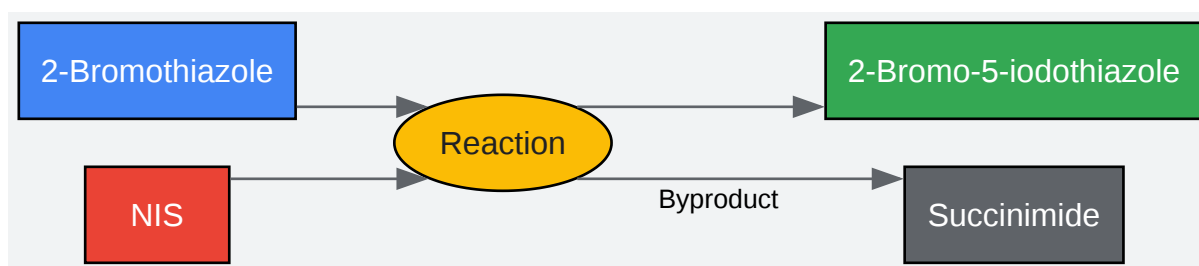 2-Bromothiazole
2-Bromo-5-iodothiazole
Reaction
NIS
Byproduct
Succinimide